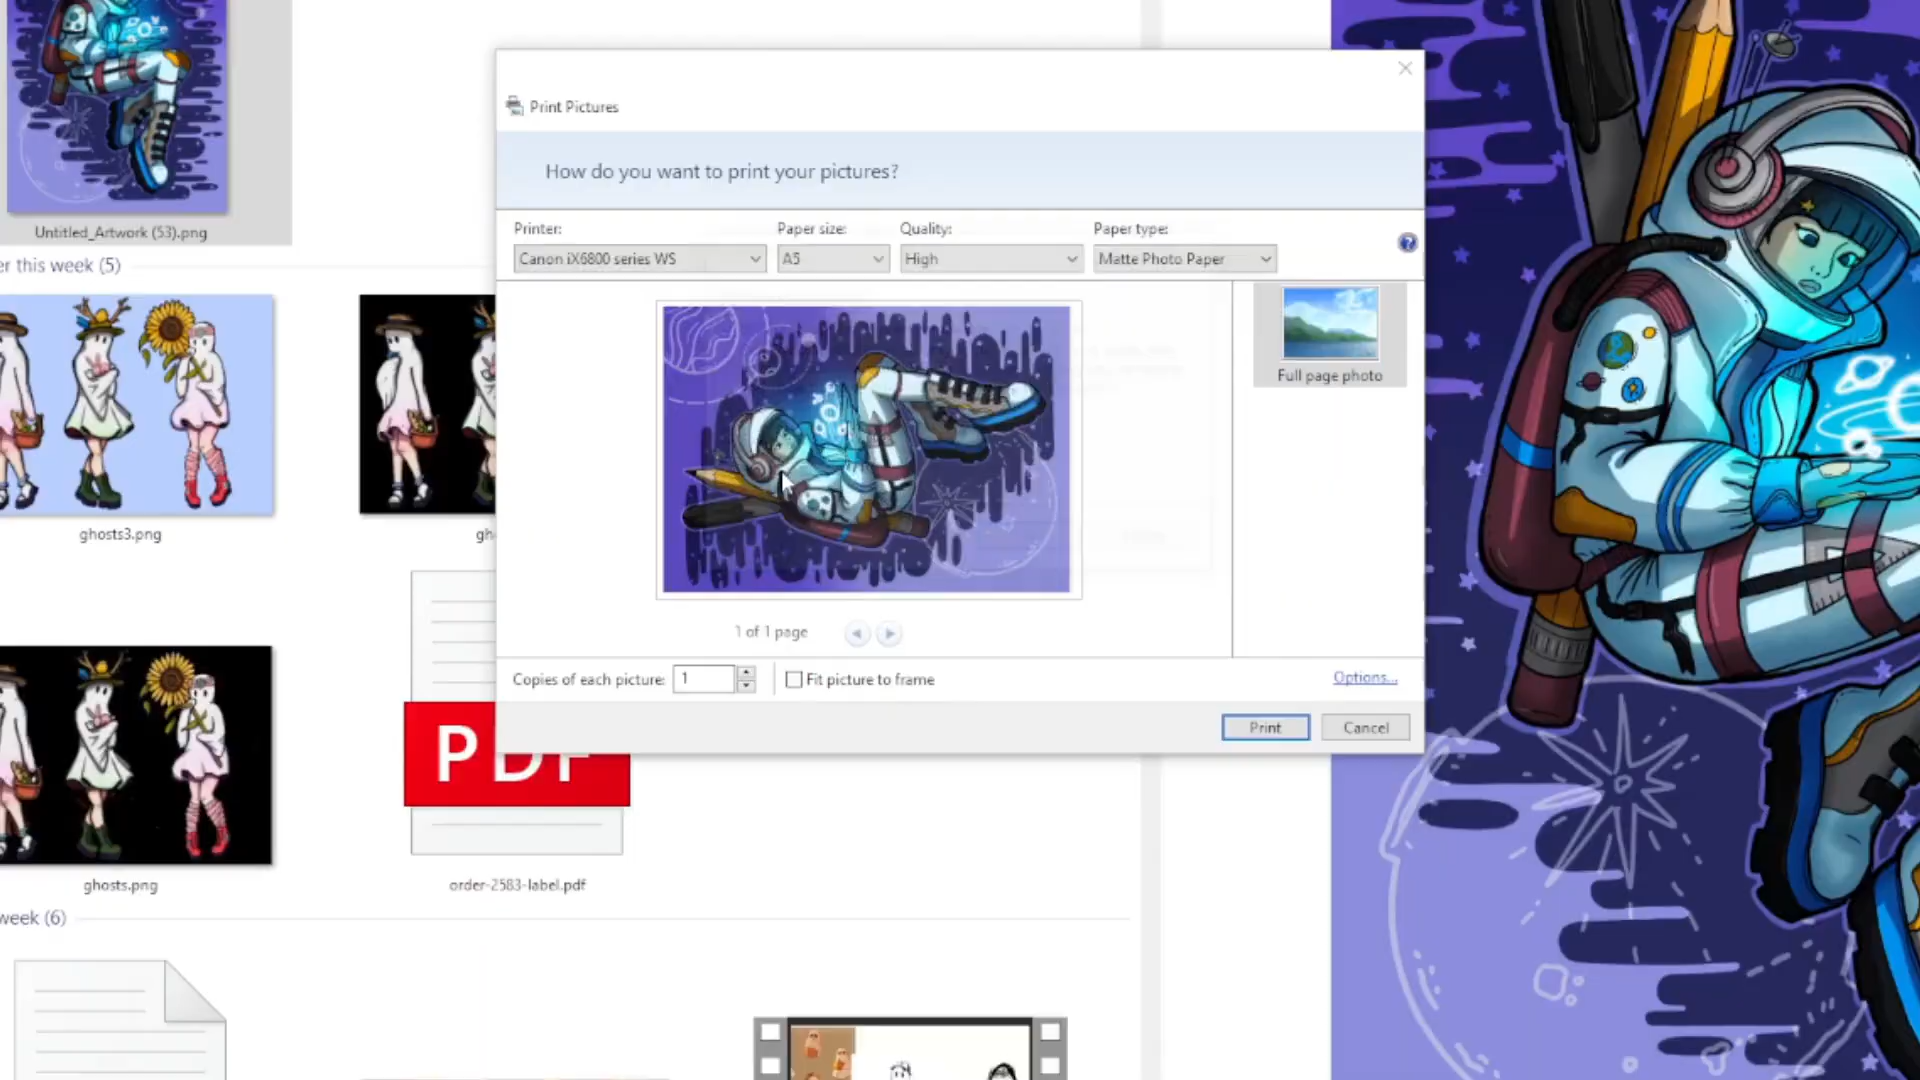 Untitled_Artwork (53).png
er this week (5)
ghosts3.png
gh
ghosts.png
PDF
order-2583-label.pdf
week (6)
Print Pictures
How do you want to print your pictures?
Printer: Paper size: Quality: Paper type:
Canon iX6800 series WS A5 High Matte Photo Paper
Full page photo
1 of 1 page
Copies of each picture: 1 Fit picture to frame Options...
Print Cancel